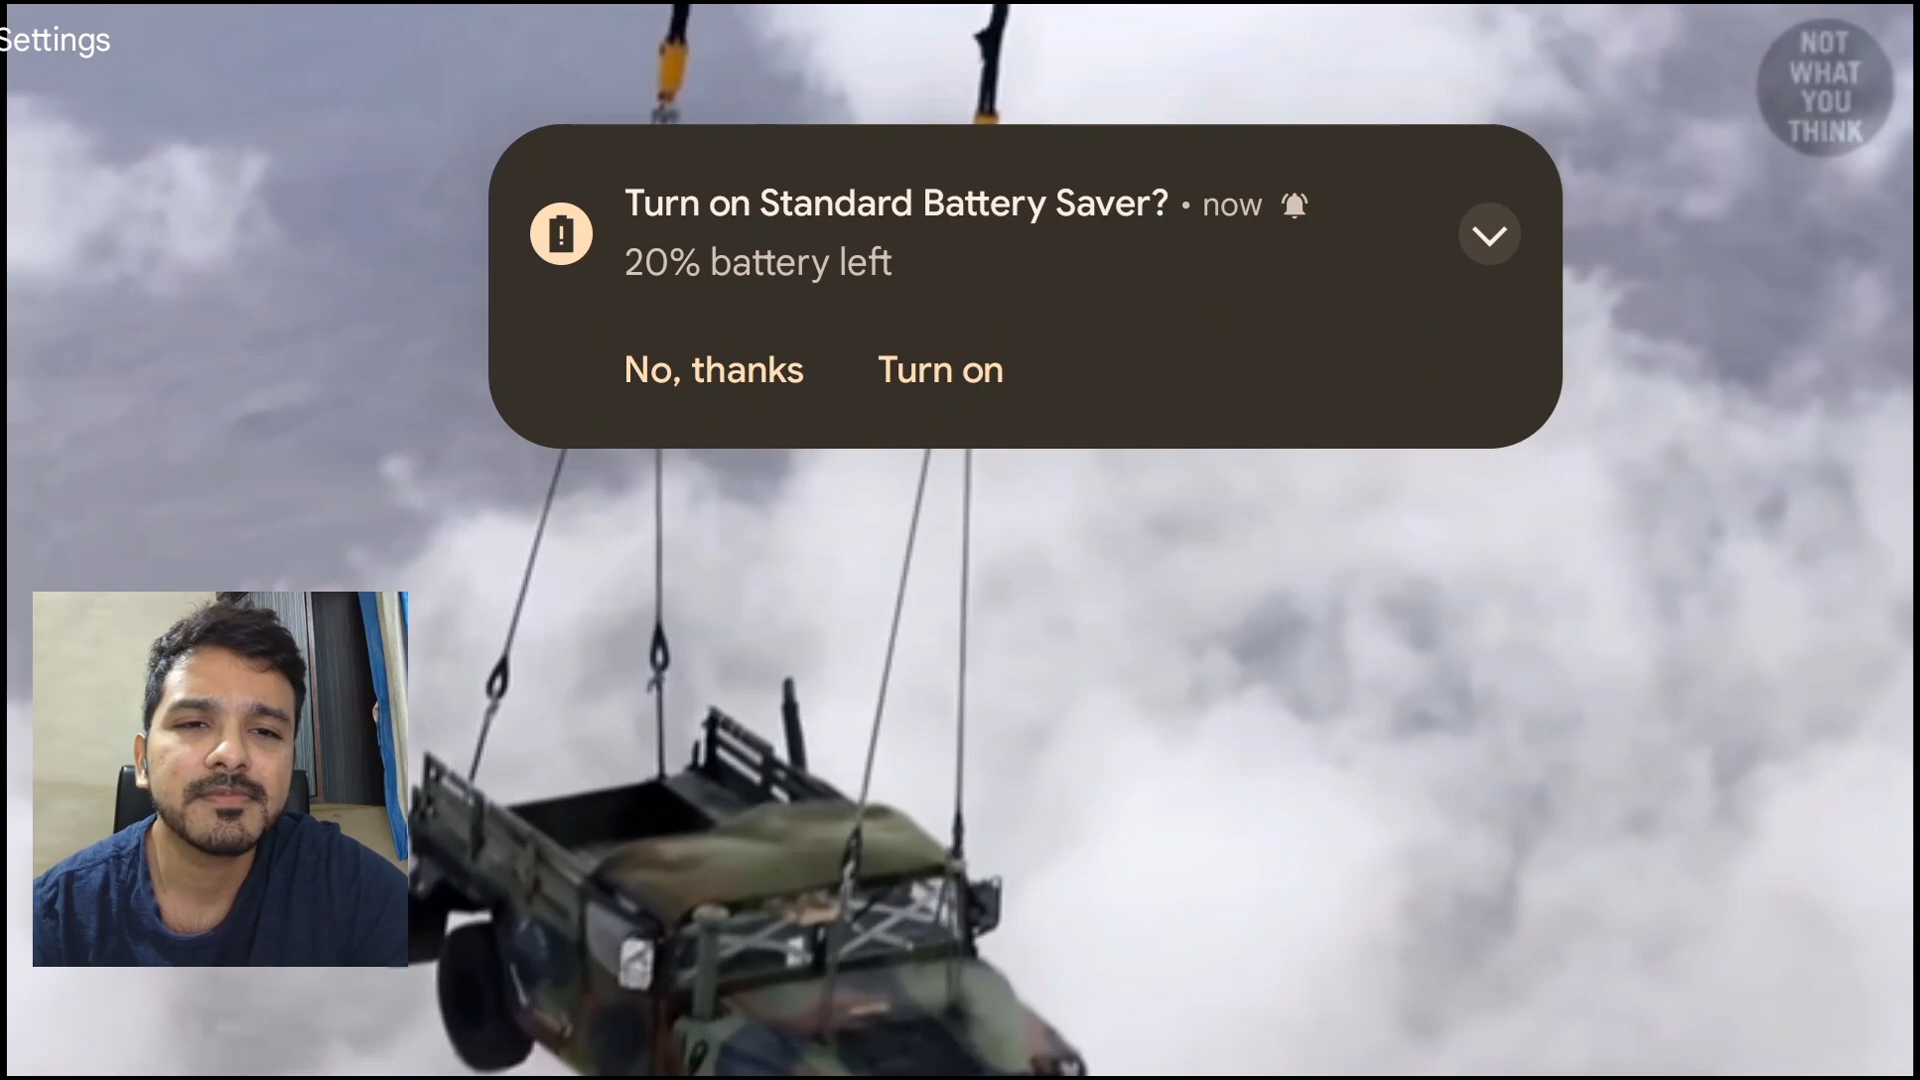 Settings
NOT
WHAT
YOU
THINK
Turn on Standard Battery Saver? • now
20% battery left
No, thanks Turn on